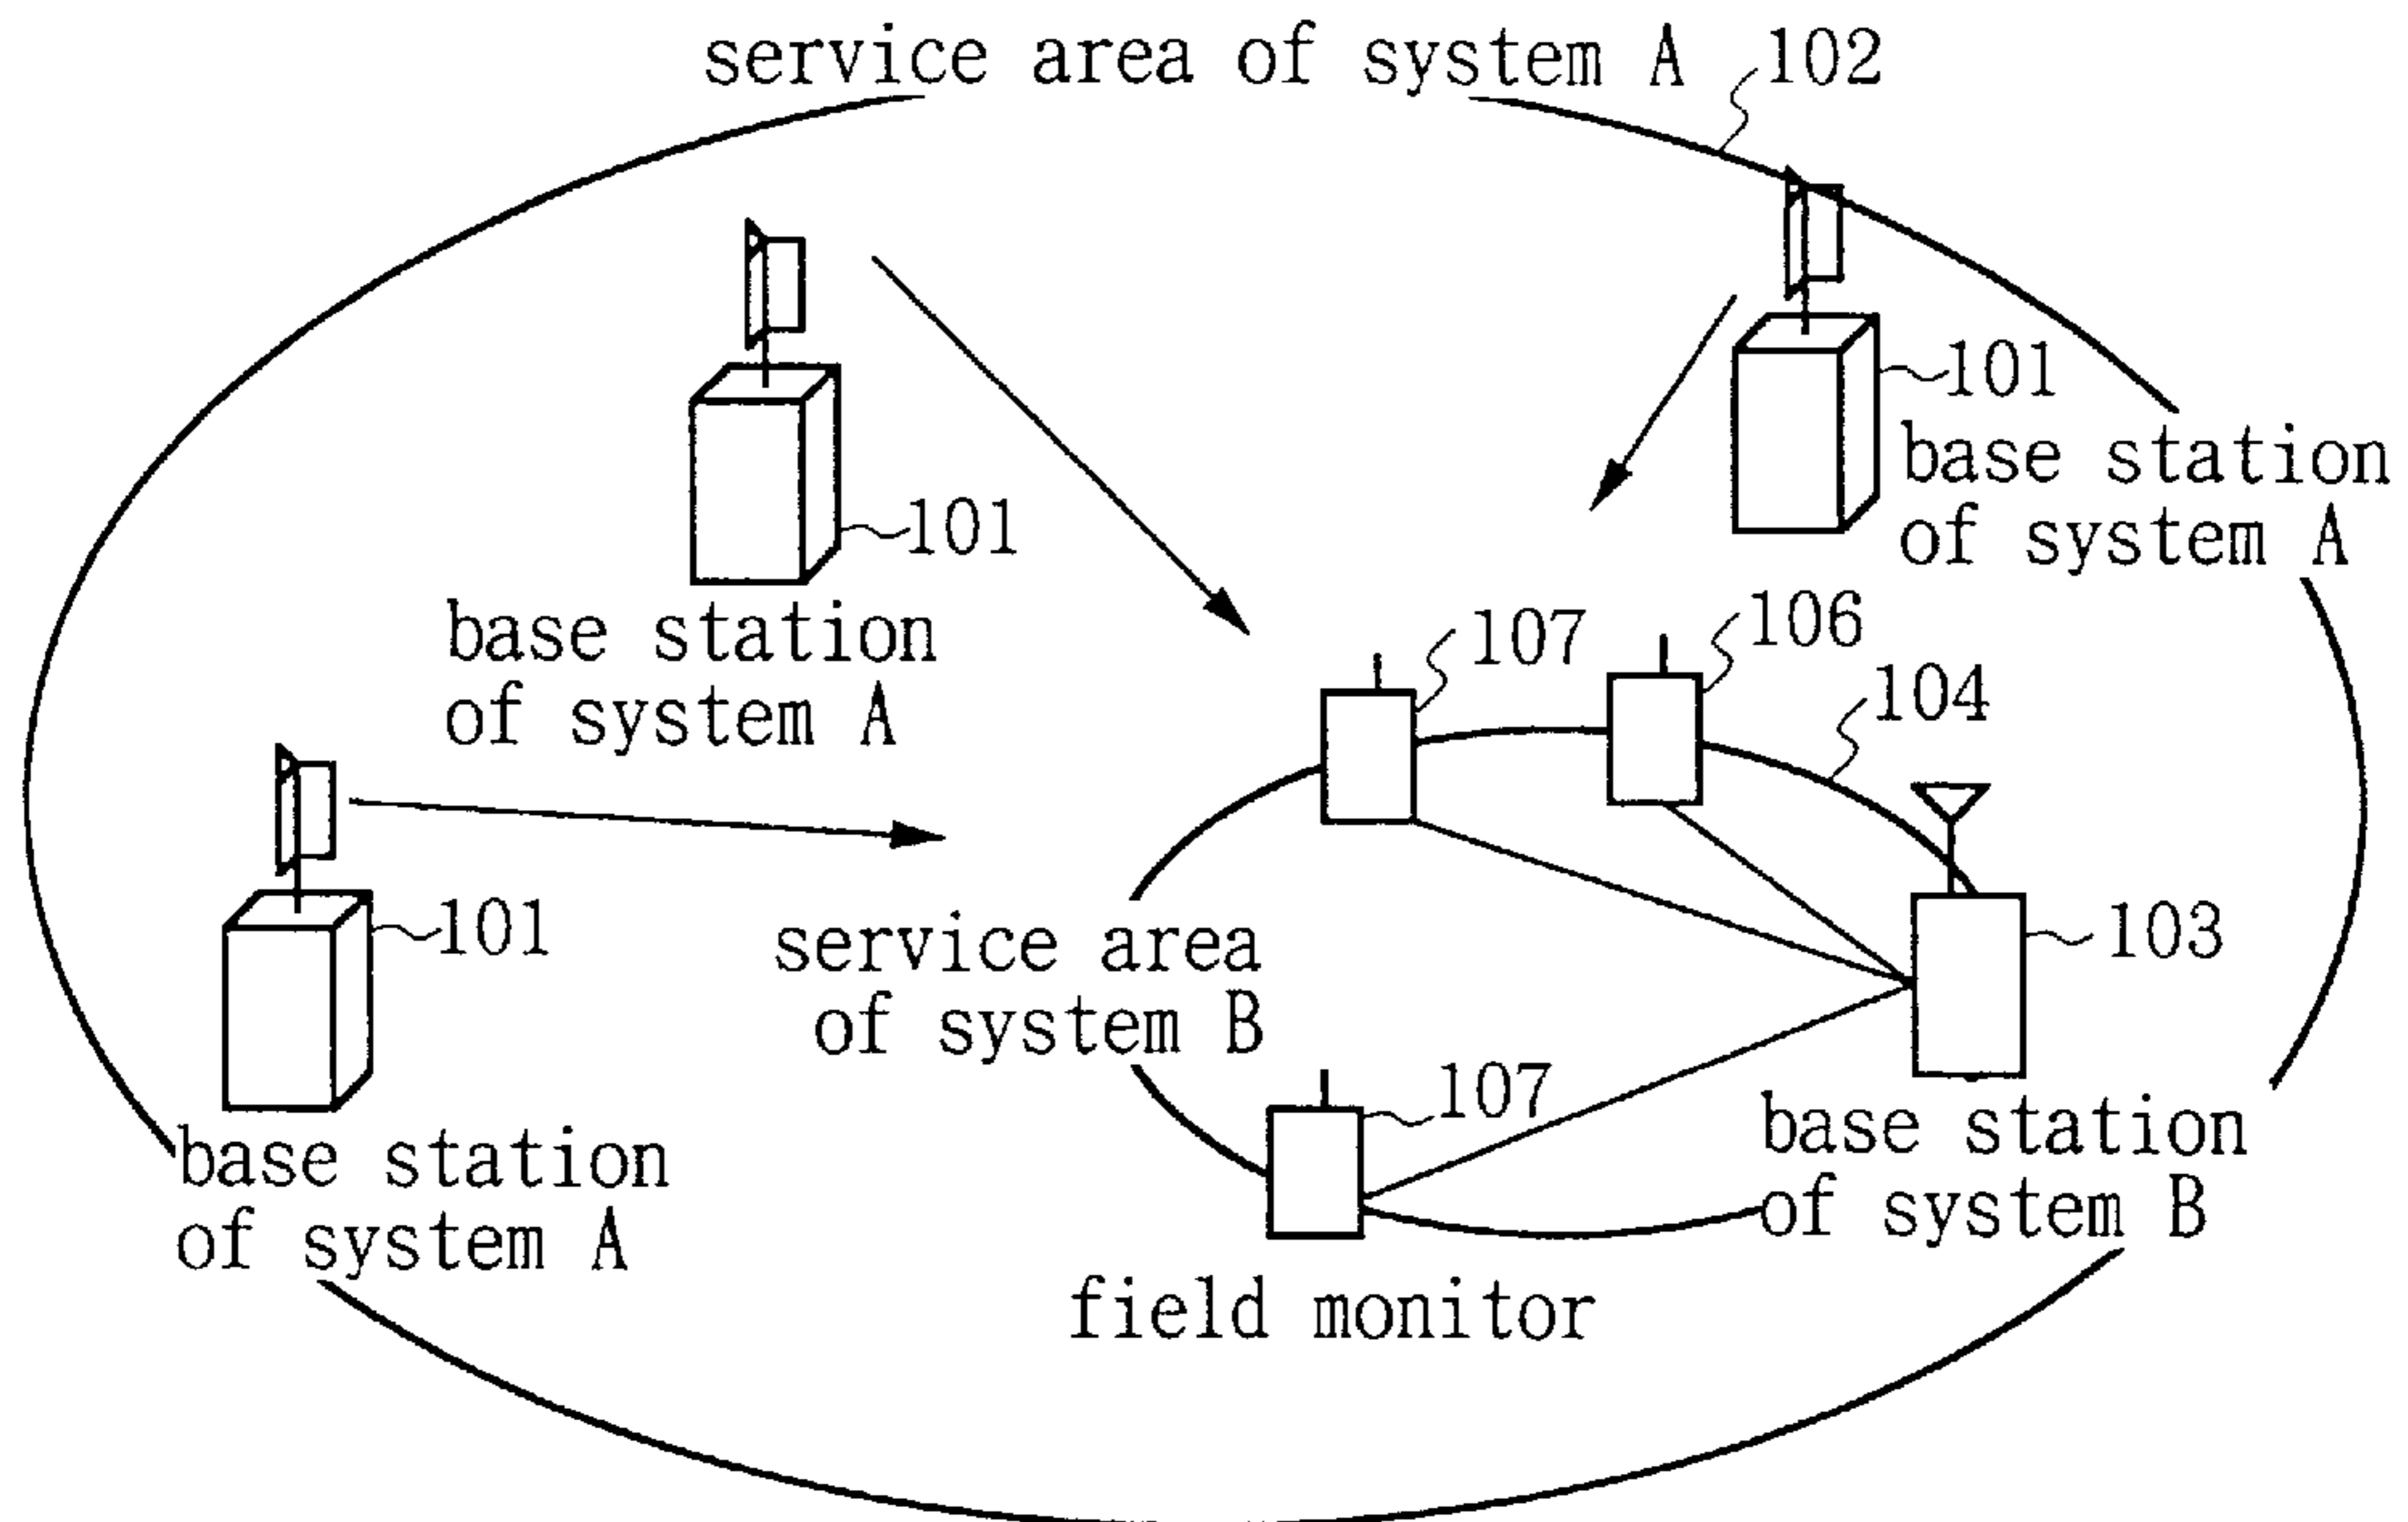 service area of system A 102
101
base station
of system A
101
base station
of system A
107
106
104
101
base station
of system A
service area
of system B
103
base station
of system B
107
field monitor